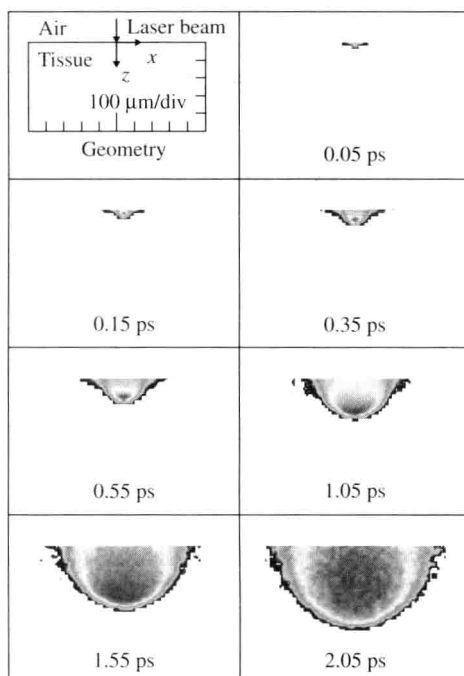 Air
Laser beam
Tissue
x
z
100 μm/div
Geometry
0.05 ps
0.15 ps
0.35 ps
0.55 ps
1.05 ps
1.55 ps
2.05 ps